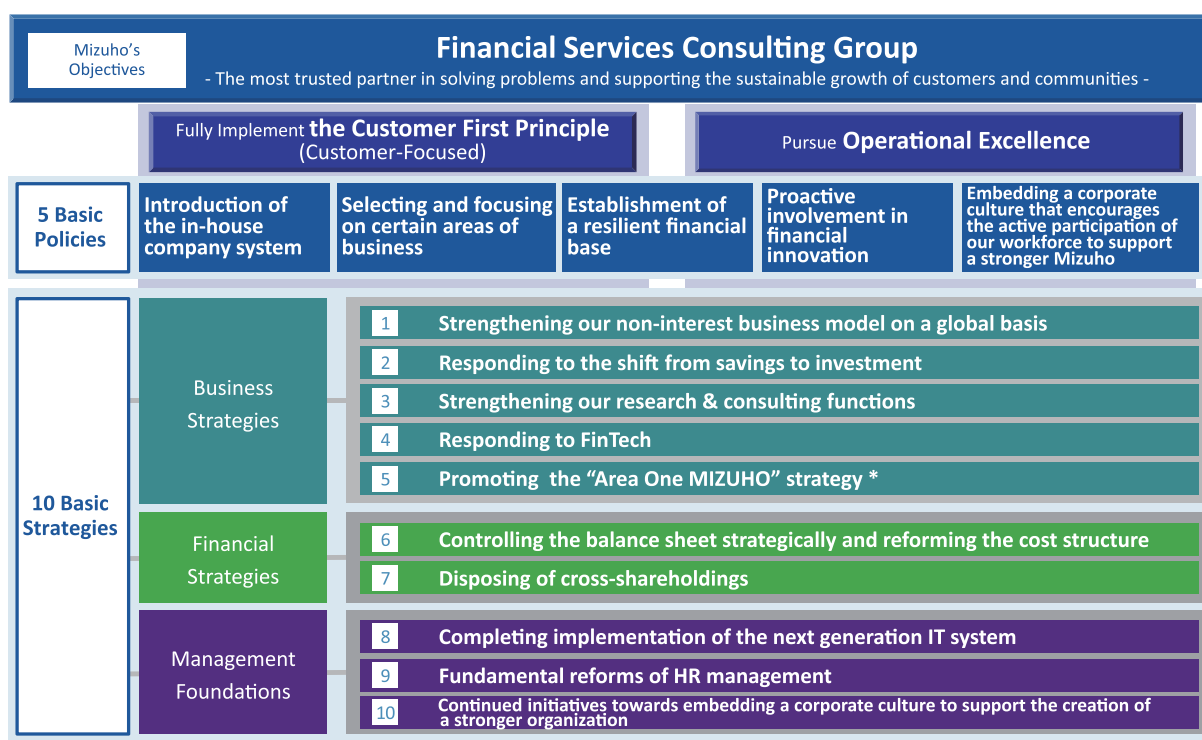 Mizuho's
Objectives
Financial Services Consulting Group
- The most trusted partner in solving problems and supporting the sustainable growth of customers and communities -
Fully Implement the Customer First Principle
(Customer-Focused)
Pursue Operational Excellence
5 Basic
Policies
Introduction of
the in-house
company system
Selecting and focusing
on certain areas of
business
Establishment of
a resilient financial
base
Proactive
involvement in
financial
innovation
Embedding a corporate
culture that encourages
the active participation of
our workforce to support
a stronger Mizuho
10 Basic
Strategies
Business
Strategies
1 Strengthening our non-interest business model on a global basis
2 Responding to the shift from savings to investment
3 Strengthening our research & consulting functions
4 Responding to FinTech
5 Promoting the “Area One MIZUHO” strategy *
Financial
Strategies
6 Controlling the balance sheet strategically and reforming the cost structure
7 Disposing of cross-shareholdings
Management
Foundations
8 Completing implementation of the next generation IT system
9 Fundamental reforms of HR management
10 Continued initiatives towards embedding a corporate culture to support the creation of
a stronger organization